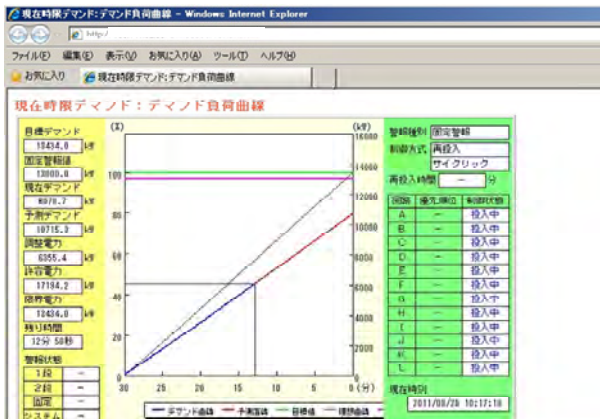 現在時限デマンド:デマンド負荷曲線 - Windows Internet Explorer
http:/
ファイル(F) 編集(E) 表示(V) お気に入り(A) ツール(T) ヘルプ(H)
お気に入り 現在時限デマンド:デマンド負荷曲線
現在時限デマンド：デマンド負荷曲線
目標デマンド
13434.0 kW
固定警報値
13000.0 kW
現在デマンド
kW
予測デマンド
10715.3 kW
調整電力
6355.4 kW
許容電力
17194.2 kW
限界電力
kW
残り時間
12分 50秒
警報状態
1段 -
2段 -
固定 -
システム -
(%) (kW)
100
80
60
40
20
0
16000
14000
12000
10000
8000
6000
4000
2000
30 25 20 15 10 5 0 (分)
デマンド曲線 予測直線 目標値 理想曲線
警報種別 固定警報
制御方式 再投入
サイクリック
再投入時間 - 分
回路 優先順位 制御状態
A - 投入中
B - 投入中
C - 投入中
D - 投入中
E - 投入中
F - 投入中
G - 投入中
H - 投入中
I - 投入中
J - 投入中
K - 投入中
L - 投入中
現在時刻
10:17:18